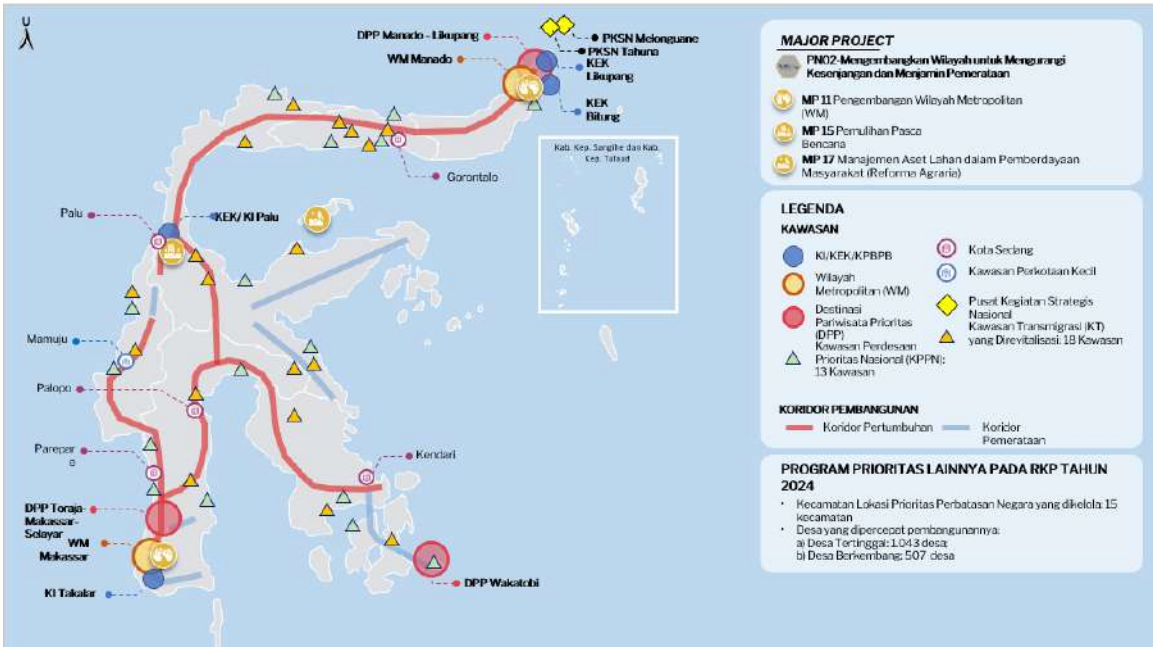 U
DPP Manado - Likupang
PKSN Melonguane
PKSN Tahuna
WM Manado
KEK
Likupang
KEK
Bitung
Kab. Kep. Sangihe dan Kab.
Kep. Talaud
Gorontalo
Palu
KEK/ KI Palu
Mamuju
Palopo
Parepar
e
Kendari
DPP Toraja
Makassar-
Selayar
WM
Makassar
KI Takalar
DPP Wakatobi
MAJOR PROJECT
PN02-Mengembangkan Wilayah untuk Mengurangi
Kesenjangan dan Menjamin Pemerataan
MP 11 Pengembangan Wilayah Metropolitan
(WM)
MP 15 Pemulihan Pasca
Bencana
MP 17 Manajemen Aset Lahan dalam Pemberdayaan
Masyarakat (Reforma Agraria)
LEGENDA
KAWASAN
KI/KEK/KPBPB
Wilayah
Metropolitan (WM)
Destinasi
Pariwisata Prioritas
(DPP)
Kawasan Perdesaan
Prioritas Nasional (KPPN):
13 Kawasan
Kota Sedang
Kawasan Perkotaan Kecil
Pusat Kegiatan Strategis
Nasional
Kawasan Transmigrasi (KT)
yang Direvitalisasi: 18 Kawasan
KORIDOR PEMBANGUNAN
Koridor Pertumbuhan
Koridor
Pemerataan
PROGRAM PRIORITAS LAINNYA PADA RKP TAHUN
2024
• Kecamatan Lokasi Prioritas Perbatasan Negara yang dikelola: 15
kecamatan
• Desa yang dipercepat pembangunannya:
a) Desa Tertinggal: 1.043 desa;
b) Desa Berkembang: 507 desa